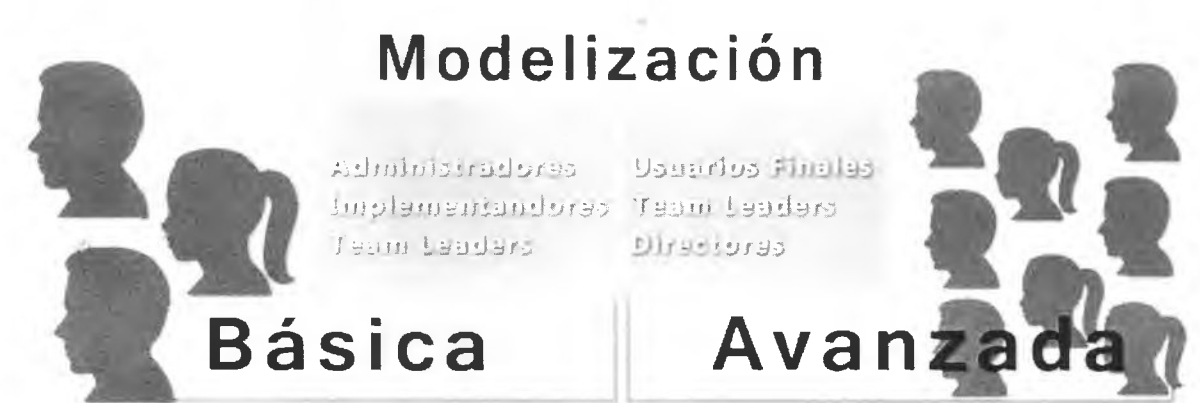 Modelización
Administradores
Implementandores
Team Leaders
Usuarios Finales
Team Leaders
Directores
Básica
Avanzada